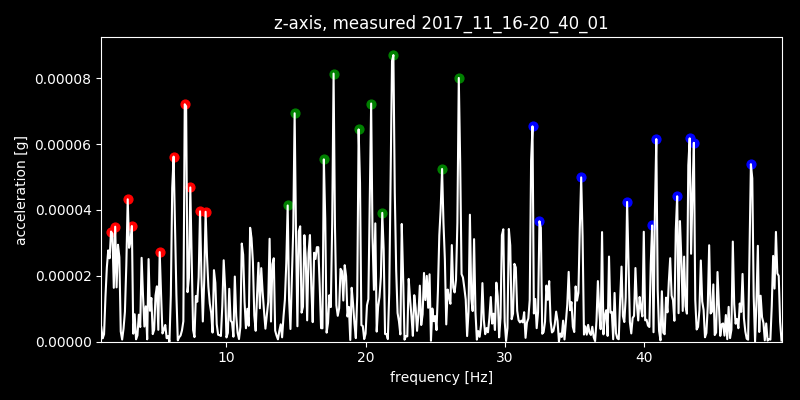 z-axis, measured 2017_11_16-20_40_01
acceleration [g]
0.00008
0.00006
0.00004
0.00002
0.00000
10 20 30 40
frequency [Hz]